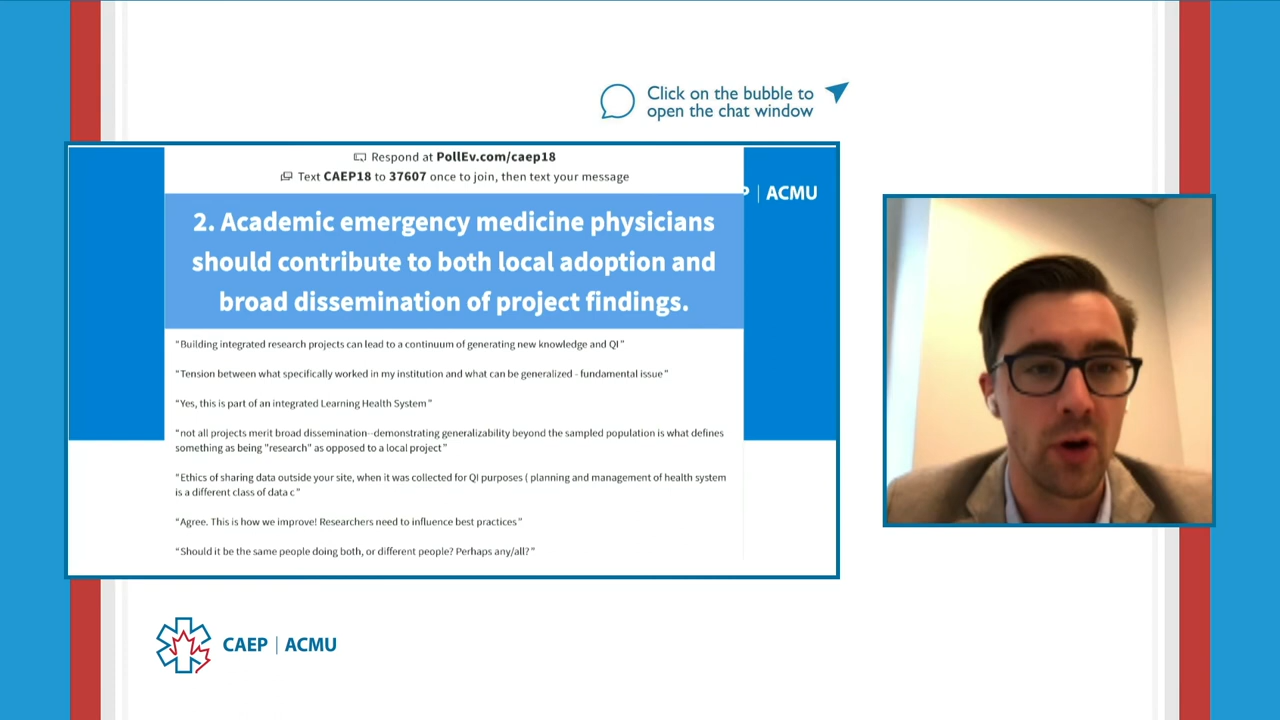 Click on the bubble to
open the chat window
Respond at PollEv.com/caep18
Text CAEP18 to 37607 once to join, then text your message
P | ACMU
2. Academic emergency medicine physicians
should contribute to both local adoption and
broad dissemination of project findings.
"Building integrated research projects can lead to a continuum of generating new knowledge and QI"
"Tension between what specifically worked in my institution and what can be generalized - fundamental issue"
"Yes, this is part of an integrated Learning Health System"
"not all projects merit broad dissemination--demonstrating generalizability beyond the sampled population is what defines
something as being "research" as opposed to a local project"
"Ethics of sharing data outside your site, when it was collected for QI purposes ( planning and management of health system
is a different class of data c"
"Agree. This is how we improve! Researchers need to influence best practices"
"Should it be the same people doing both, or different people? Perhaps any/all?"
CAEP | ACMU